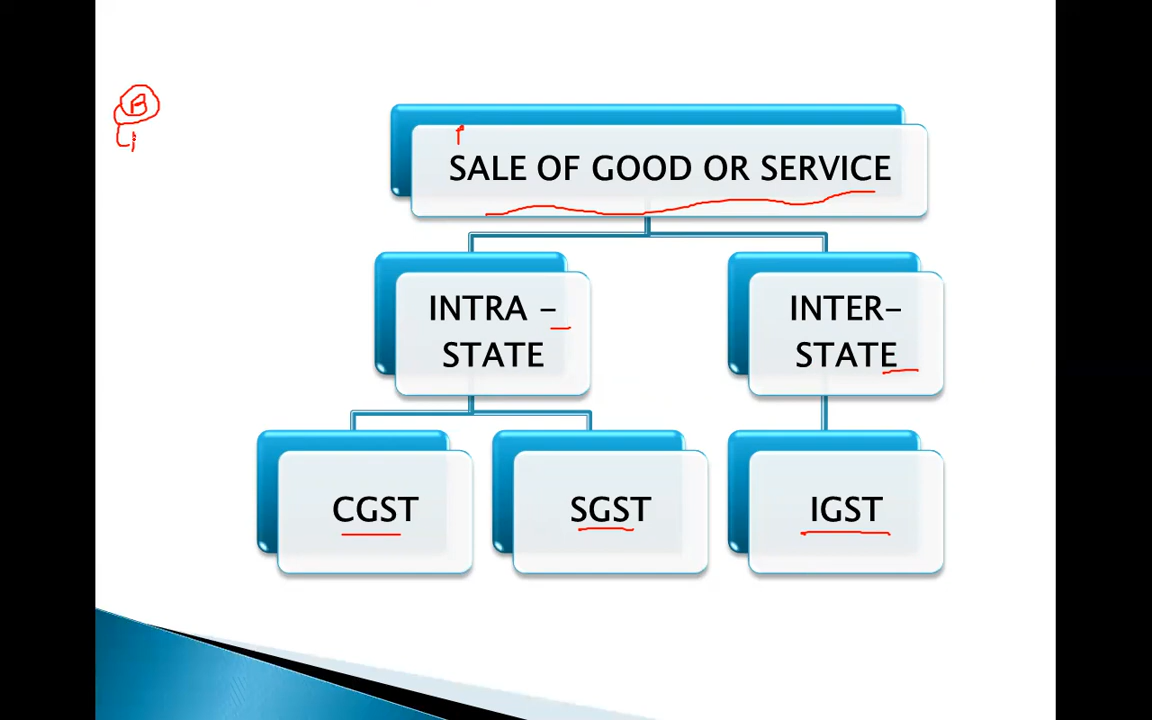 B
SALE OF GOOD OR SERVICE
INTRA -
STATE
INTER-
STATE
CGST
SGST
IGST